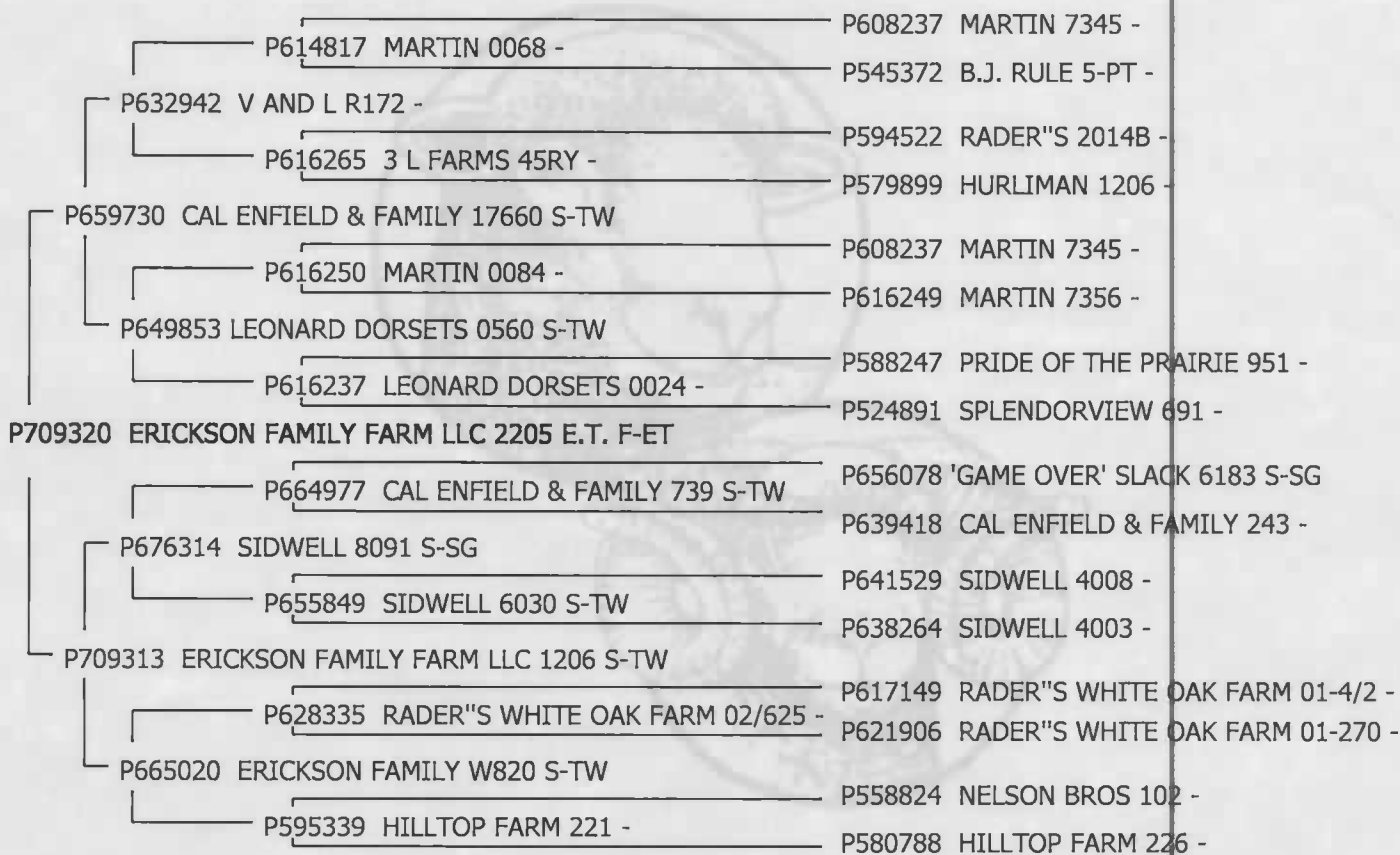 P608237 MARTIN 7345 -
P614817 MARTIN 0068 -
P545372 B.J. RULE 5-PT -
P632942 V AND L R172 -
P594522 RADER"S 2014B -
P616265 3 L FARMS 45RY -
P579899 HURLIMAN 1206 -
P659730 CAL ENFIELD & FAMILY 17660 S-TW
P608237 MARTIN 7345 -
P616250 MARTIN 0084 -
P616249 MARTIN 7356 -
P649853 LEONARD DORSETS 0560 S-TW
P588247 PRIDE OF THE PRAIRIE 951 -
P616237 LEONARD DORSETS 0024 -
P524891 SPLENDORVIEW 691 -
P709320 ERICKSON FAMILY FARM LLC 2205 E.T. F-ET
P656078 'GAME OVER' SLACK 6183 S-SG
P664977 CAL ENFIELD & FAMILY 739 S-TW
P639418 CAL ENFIELD & FAMILY 243 -
P676314 SIDWELL 8091 S-SG
P641529 SIDWELL 4008 -
P655849 SIDWELL 6030 S-TW
P638264 SIDWELL 4003 -
P709313 ERICKSON FAMILY FARM LLC 1206 S-TW
P617149 RADER"S WHITE OAK FARM 01-4/2 -
P628335 RADER"S WHITE OAK FARM 02/625 -
P621906 RADER"S WHITE OAK FARM 01-270 -
P665020 ERICKSON FAMILY W820 S-TW
P558824 NELSON BROS 102 -
P595339 HILLTOP FARM 221 -
P580788 HILLTOP FARM 226 -